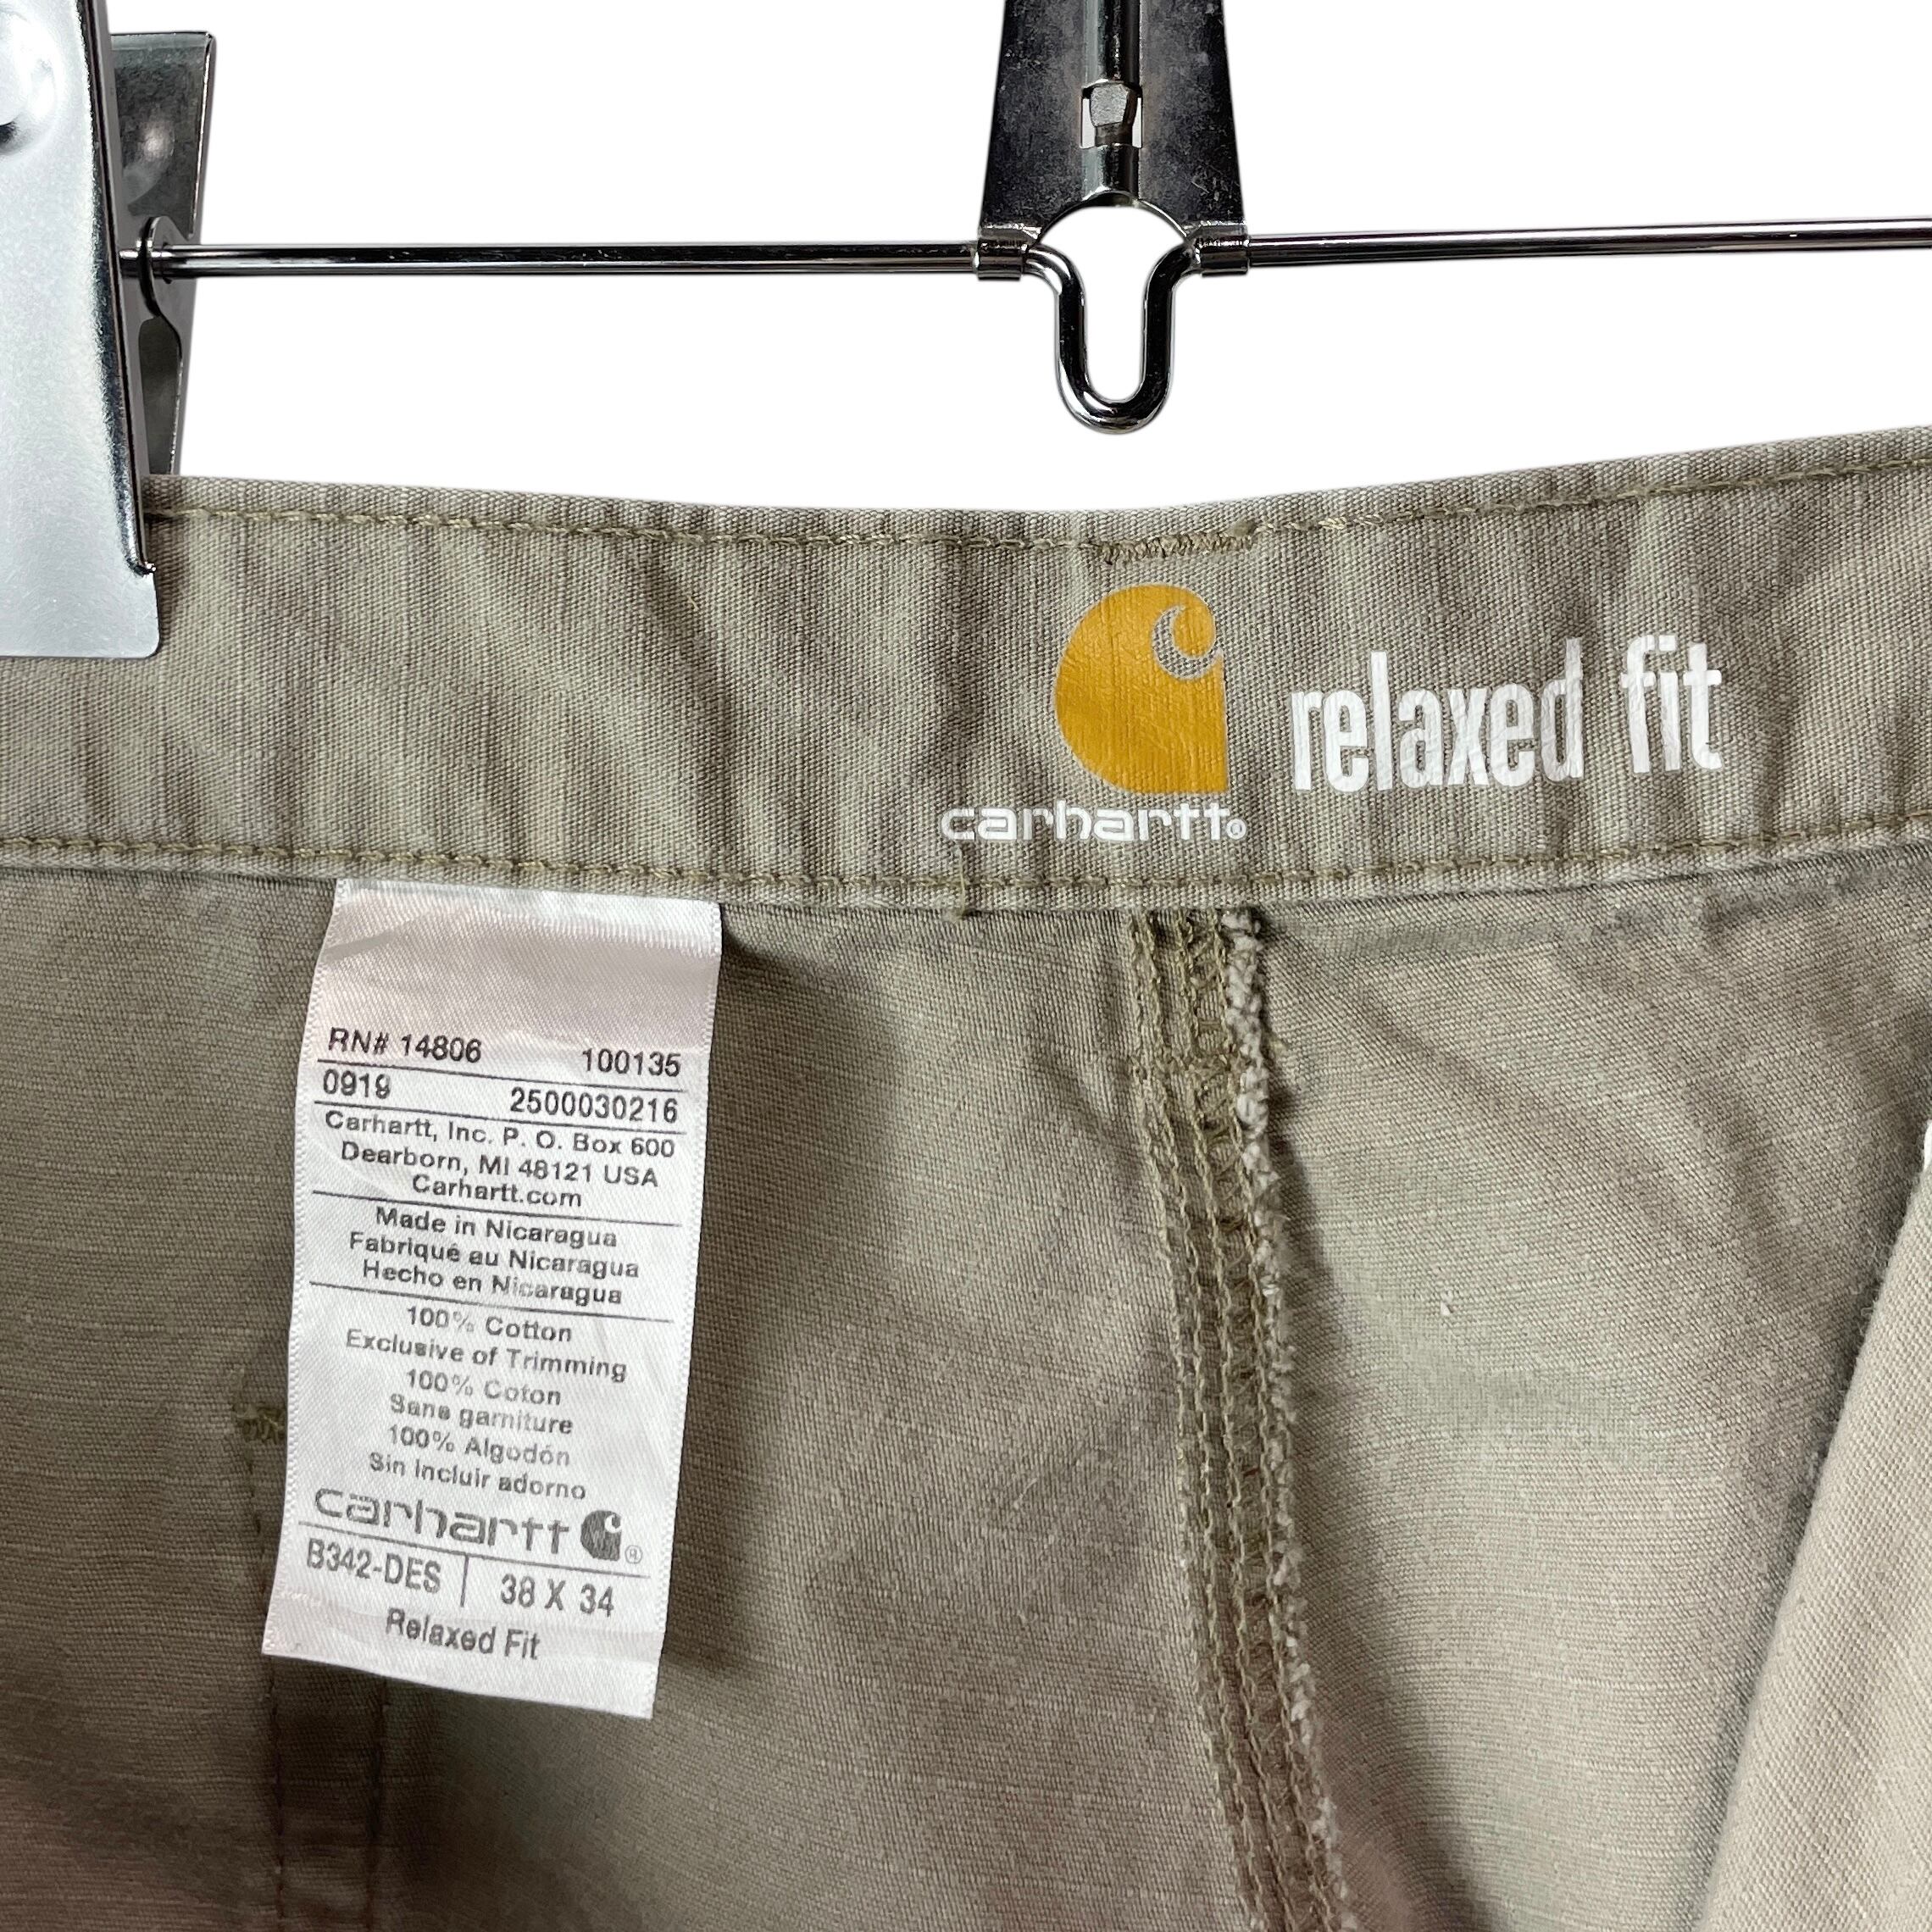 carhartt®
relaxed fit
RN# 14806 100135
0919 2500030216
Carhartt, Inc. P. O. Box 600
Dearborn, MI 48121 USA
Carhartt.com
Made in Nicaragua
Fabriqué au Nicaragua
Hecho en Nicaragua
100% Cotton
Exclusive of Trimming
100% Coton
Sans garniture
100% Algodón
Sin Incluir adorno
carhartt ®
B342-DES | 38 X 34
Relaxed Fit